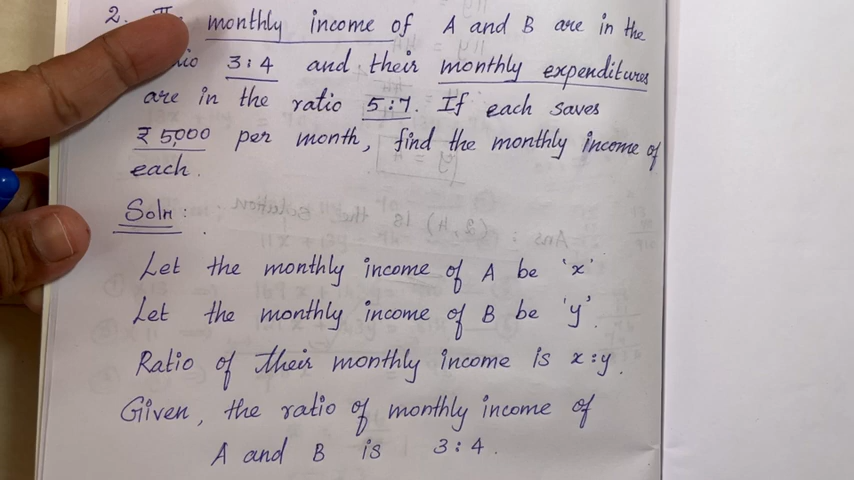 2. monthly income of A and B are in the
3:4 and their monthly expenditures
are in the ratio 5:7. If each saves
₹ 5,000 per month, find the monthly income of
each.
Soln :
Let the monthly income of A be 'x'
Let the monthly income of B be 'y'.
Ratio of their monthly income is x:y.
Given, the ratio of monthly income of
A and B is 3:4.